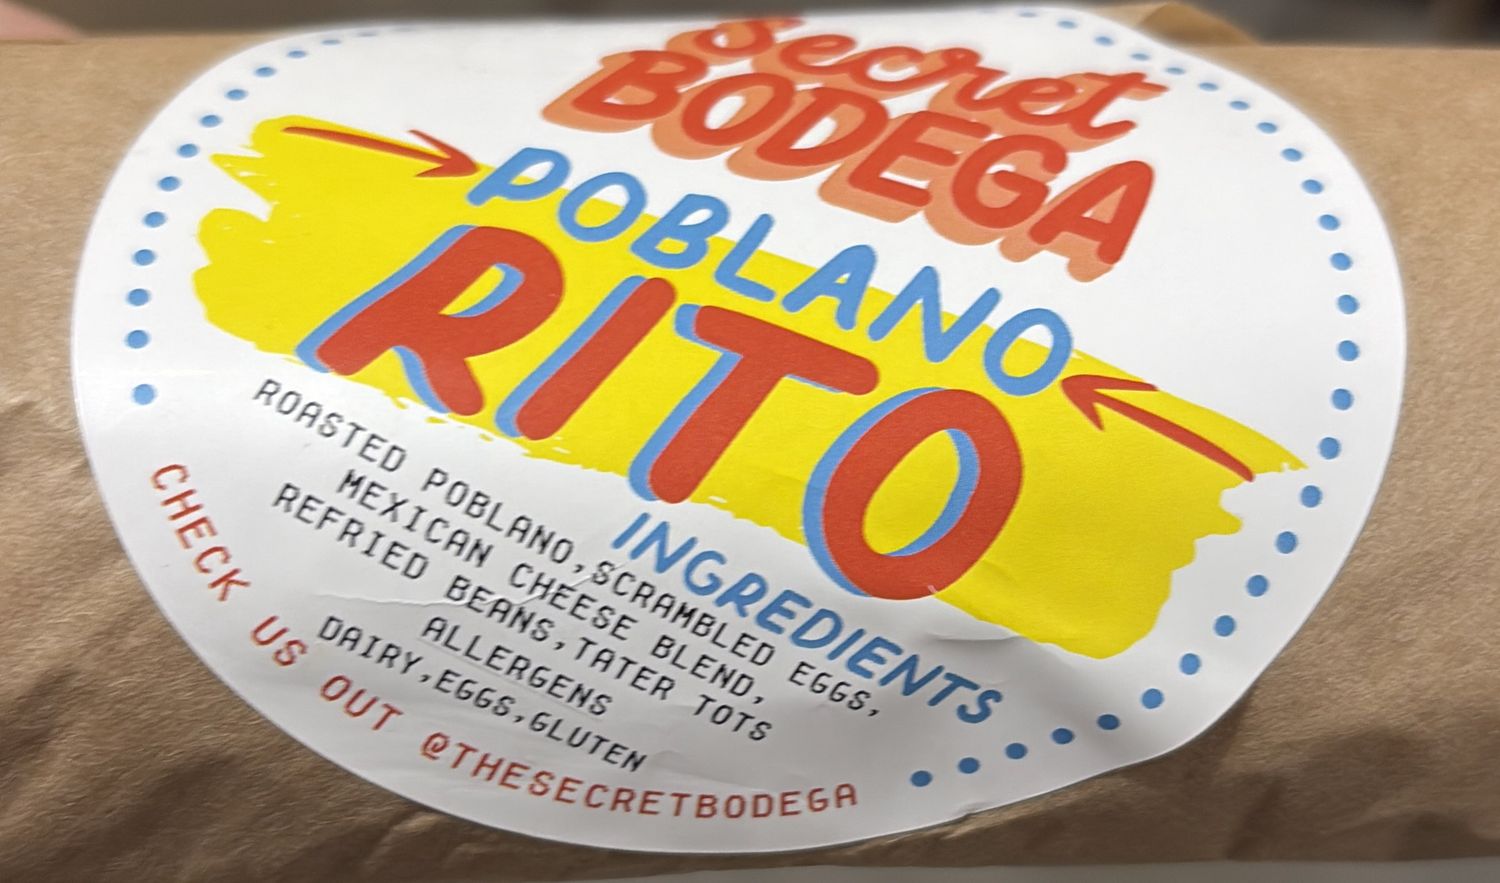 Secret
BODEGA
POBLANO
RITO
INGREDIENTS
ROASTED POBLANO,SCRAMBLED EGGS,
MEXICAN CHEESE BLEND,
REFRIED BEANS,TATER TOTS
ALLERGENS
DAIRY,EGGS,GLUTEN
CHECK US OUT @THESECRETBODEGA